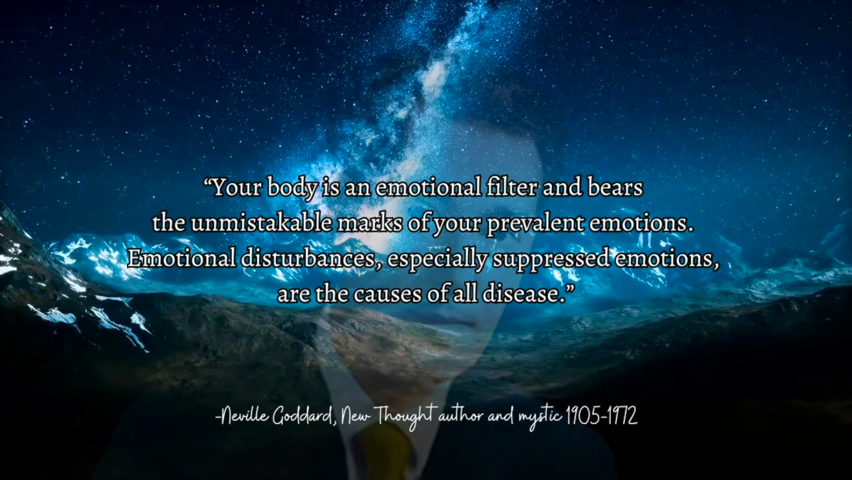 “Your body is an emotional filter and bears
the unmistakable marks of your prevalent emotions.
Emotional disturbances, especially suppressed emotions,
are the causes of all disease.”
-Neville Goddard, New Thought author and mystic 1905-1972